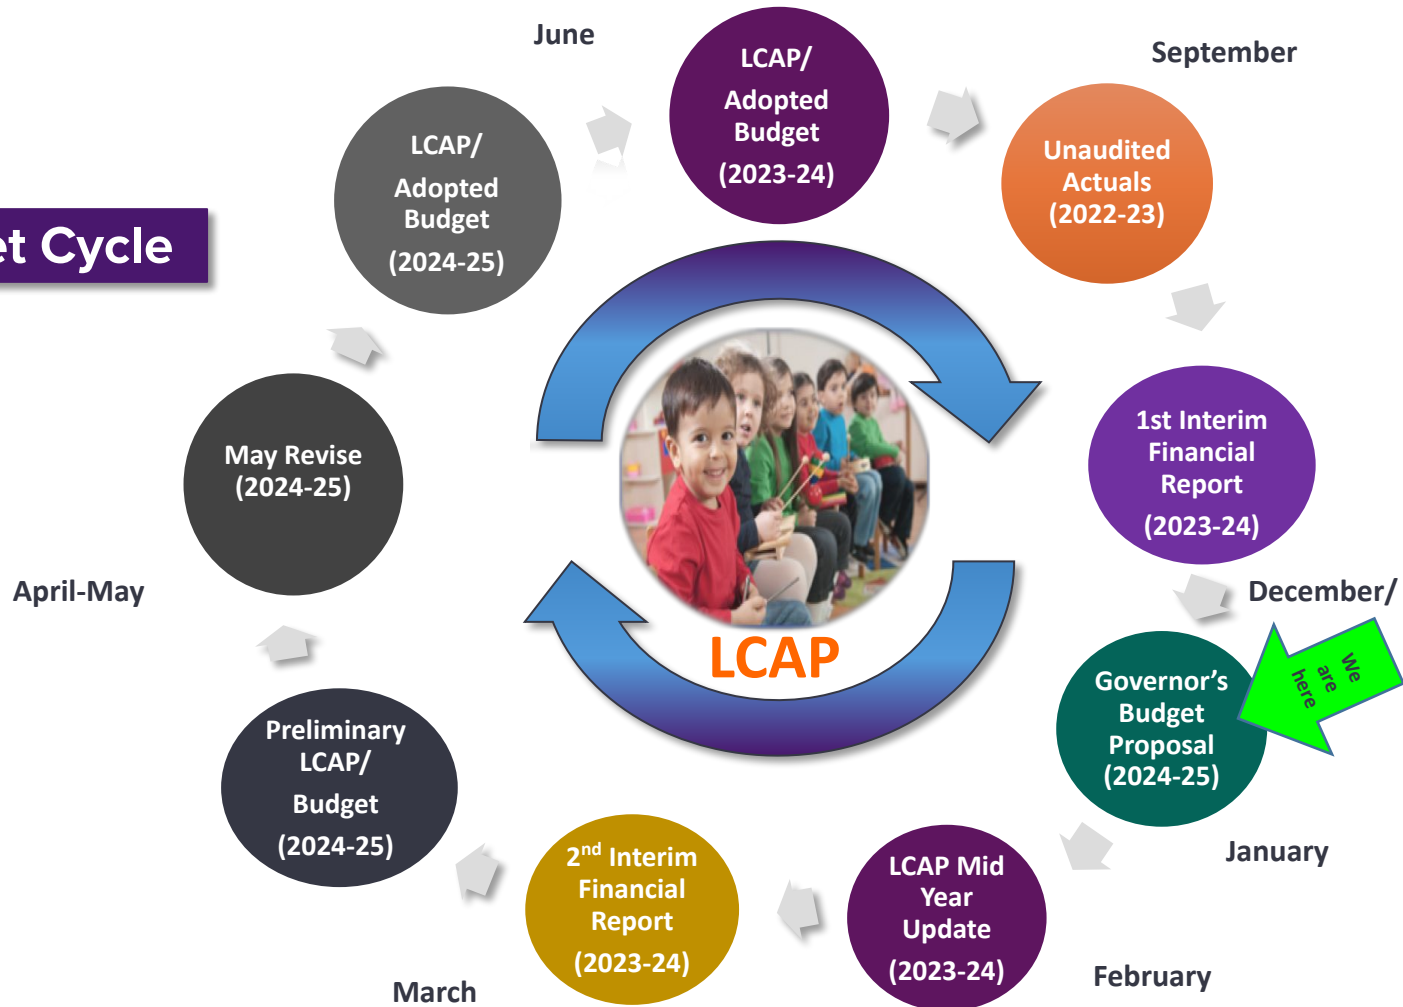 June
LCAP/
Adopted
Budget
(2023-24)
September
Unaudited
Actuals
(2022-23)
LCAP/
Adopted
Budget
(2024-25)
et Cycle
1st Interim
Financial
Report
(2023-24)
May Revise
(2024-25)
April-May
December/
We
are
here
LCAP
Governor’s
Budget
Proposal
(2024-25)
Preliminary
LCAP/
Budget
(2024-25)
January
2nd Interim
Financial
Report
(2023-24)
LCAP Mid
Year
Update
(2023-24)
February
March